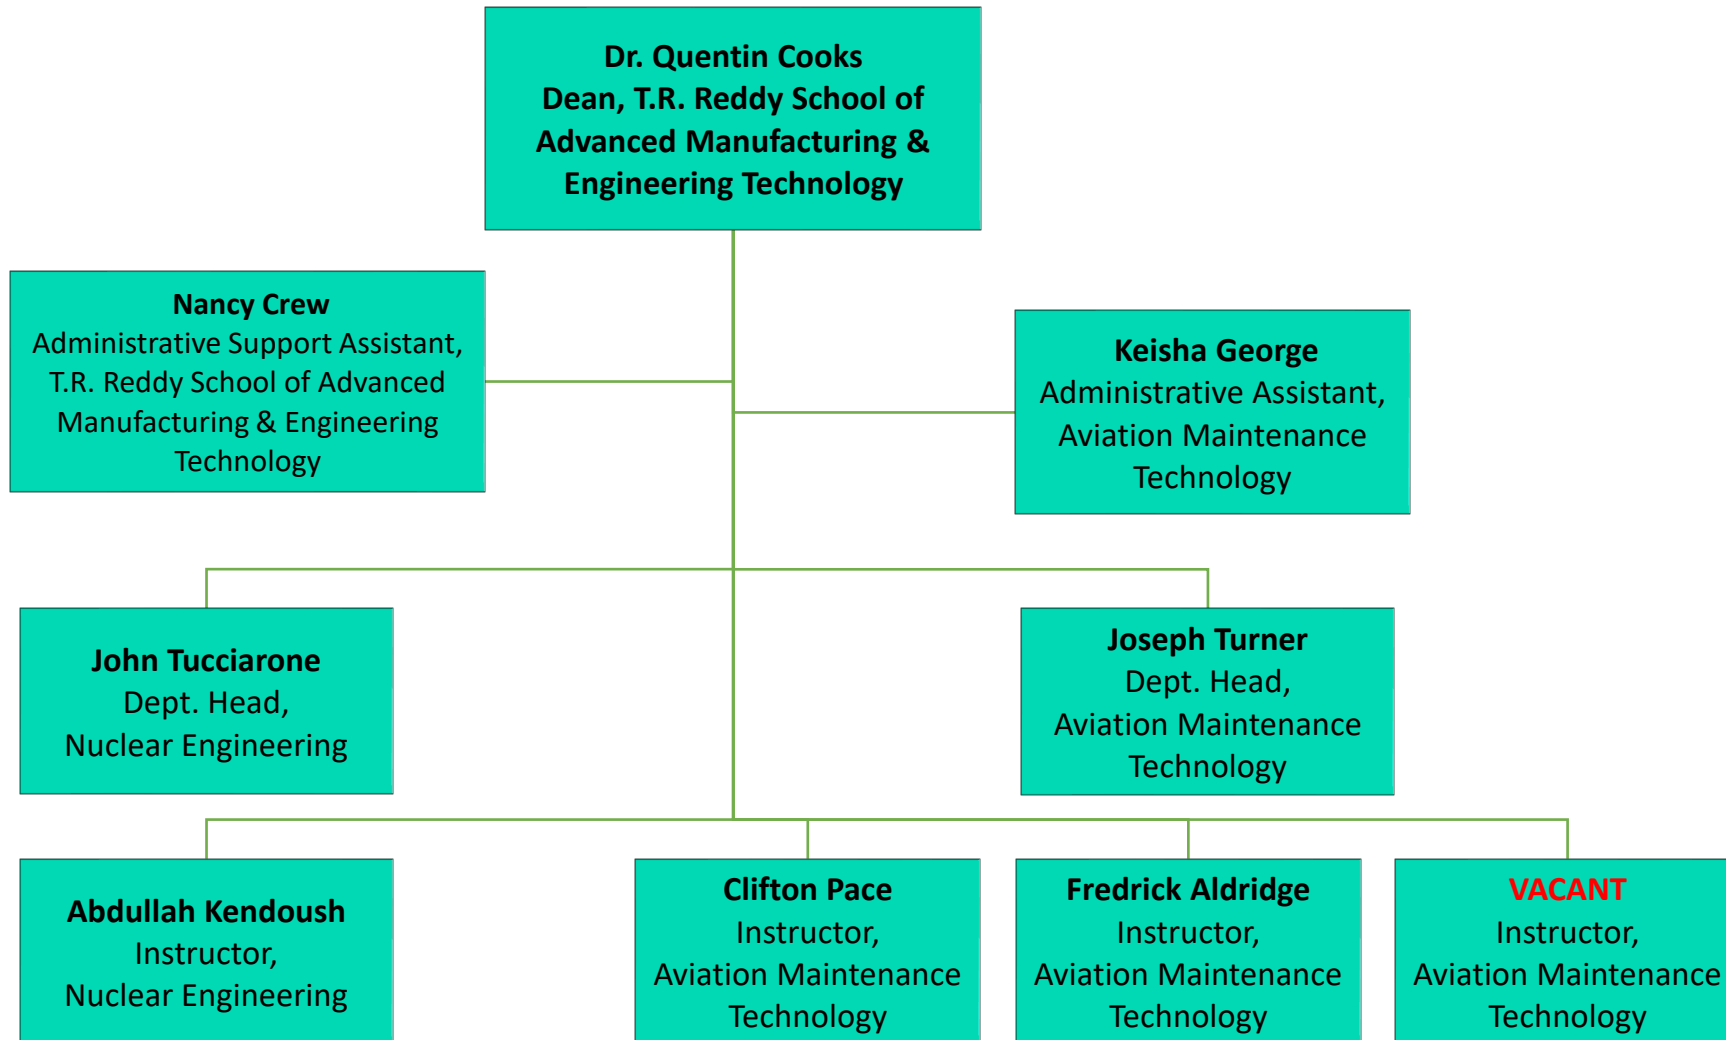 Dr. Quentin Cooks
Dean, T.R. Reddy School of
Advanced Manufacturing &
Engineering Technology
Nancy Crew
Administrative Support Assistant,
T.R. Reddy School of Advanced
Manufacturing & Engineering
Technology
Keisha George
Administrative Assistant,
Aviation Maintenance
Technology
John Tucciarone
Dept. Head,
Nuclear Engineering
Joseph Turner
Dept. Head,
Aviation Maintenance
Technology
Abdullah Kendoush
Instructor,
Nuclear Engineering
Clifton Pace
Instructor,
Aviation Maintenance
Technology
Fredrick Aldridge
Instructor,
Aviation Maintenance
Technology
VACANT
Instructor,
Aviation Maintenance
Technology